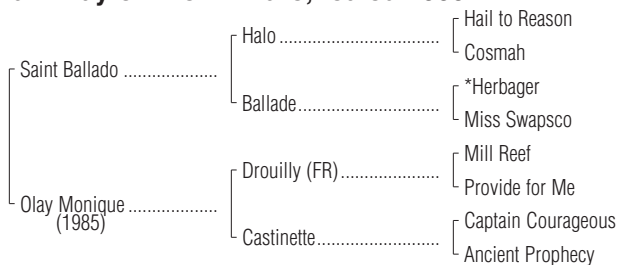 Hail to Reason
Halo
Cosmah
Saint Ballado
*Herbager
Ballade
Miss Swapsco
Mill Reef
Drouilly (FR)
Provide for Me
Olay Monique
(1985)
Captain Courageous
Castinette
Ancient Prophecy